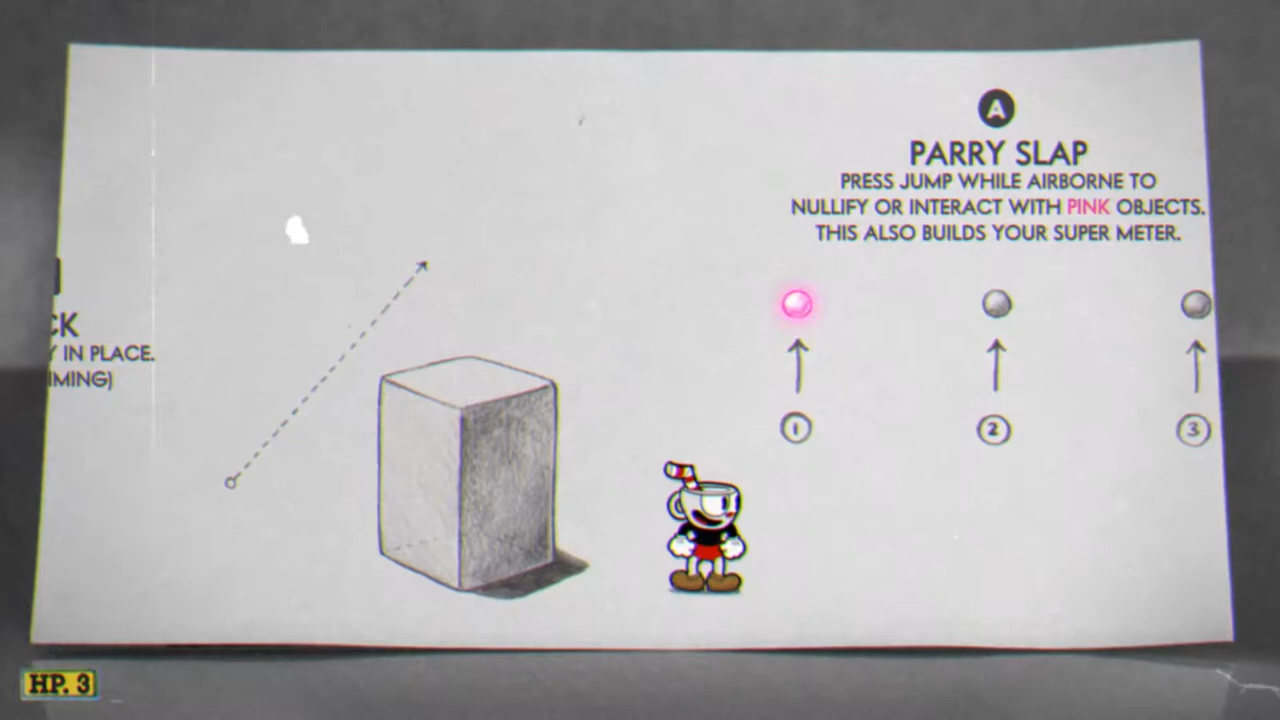 A
PARRY SLAP
PRESS JUMP WHILE AIRBORNE TO
NULLIFY OR INTERACT WITH PINK OBJECTS.
THIS ALSO BUILDS YOUR SUPER METER.
CK
Y IN PLACE.
IMING)
1
2
3
HP. 3